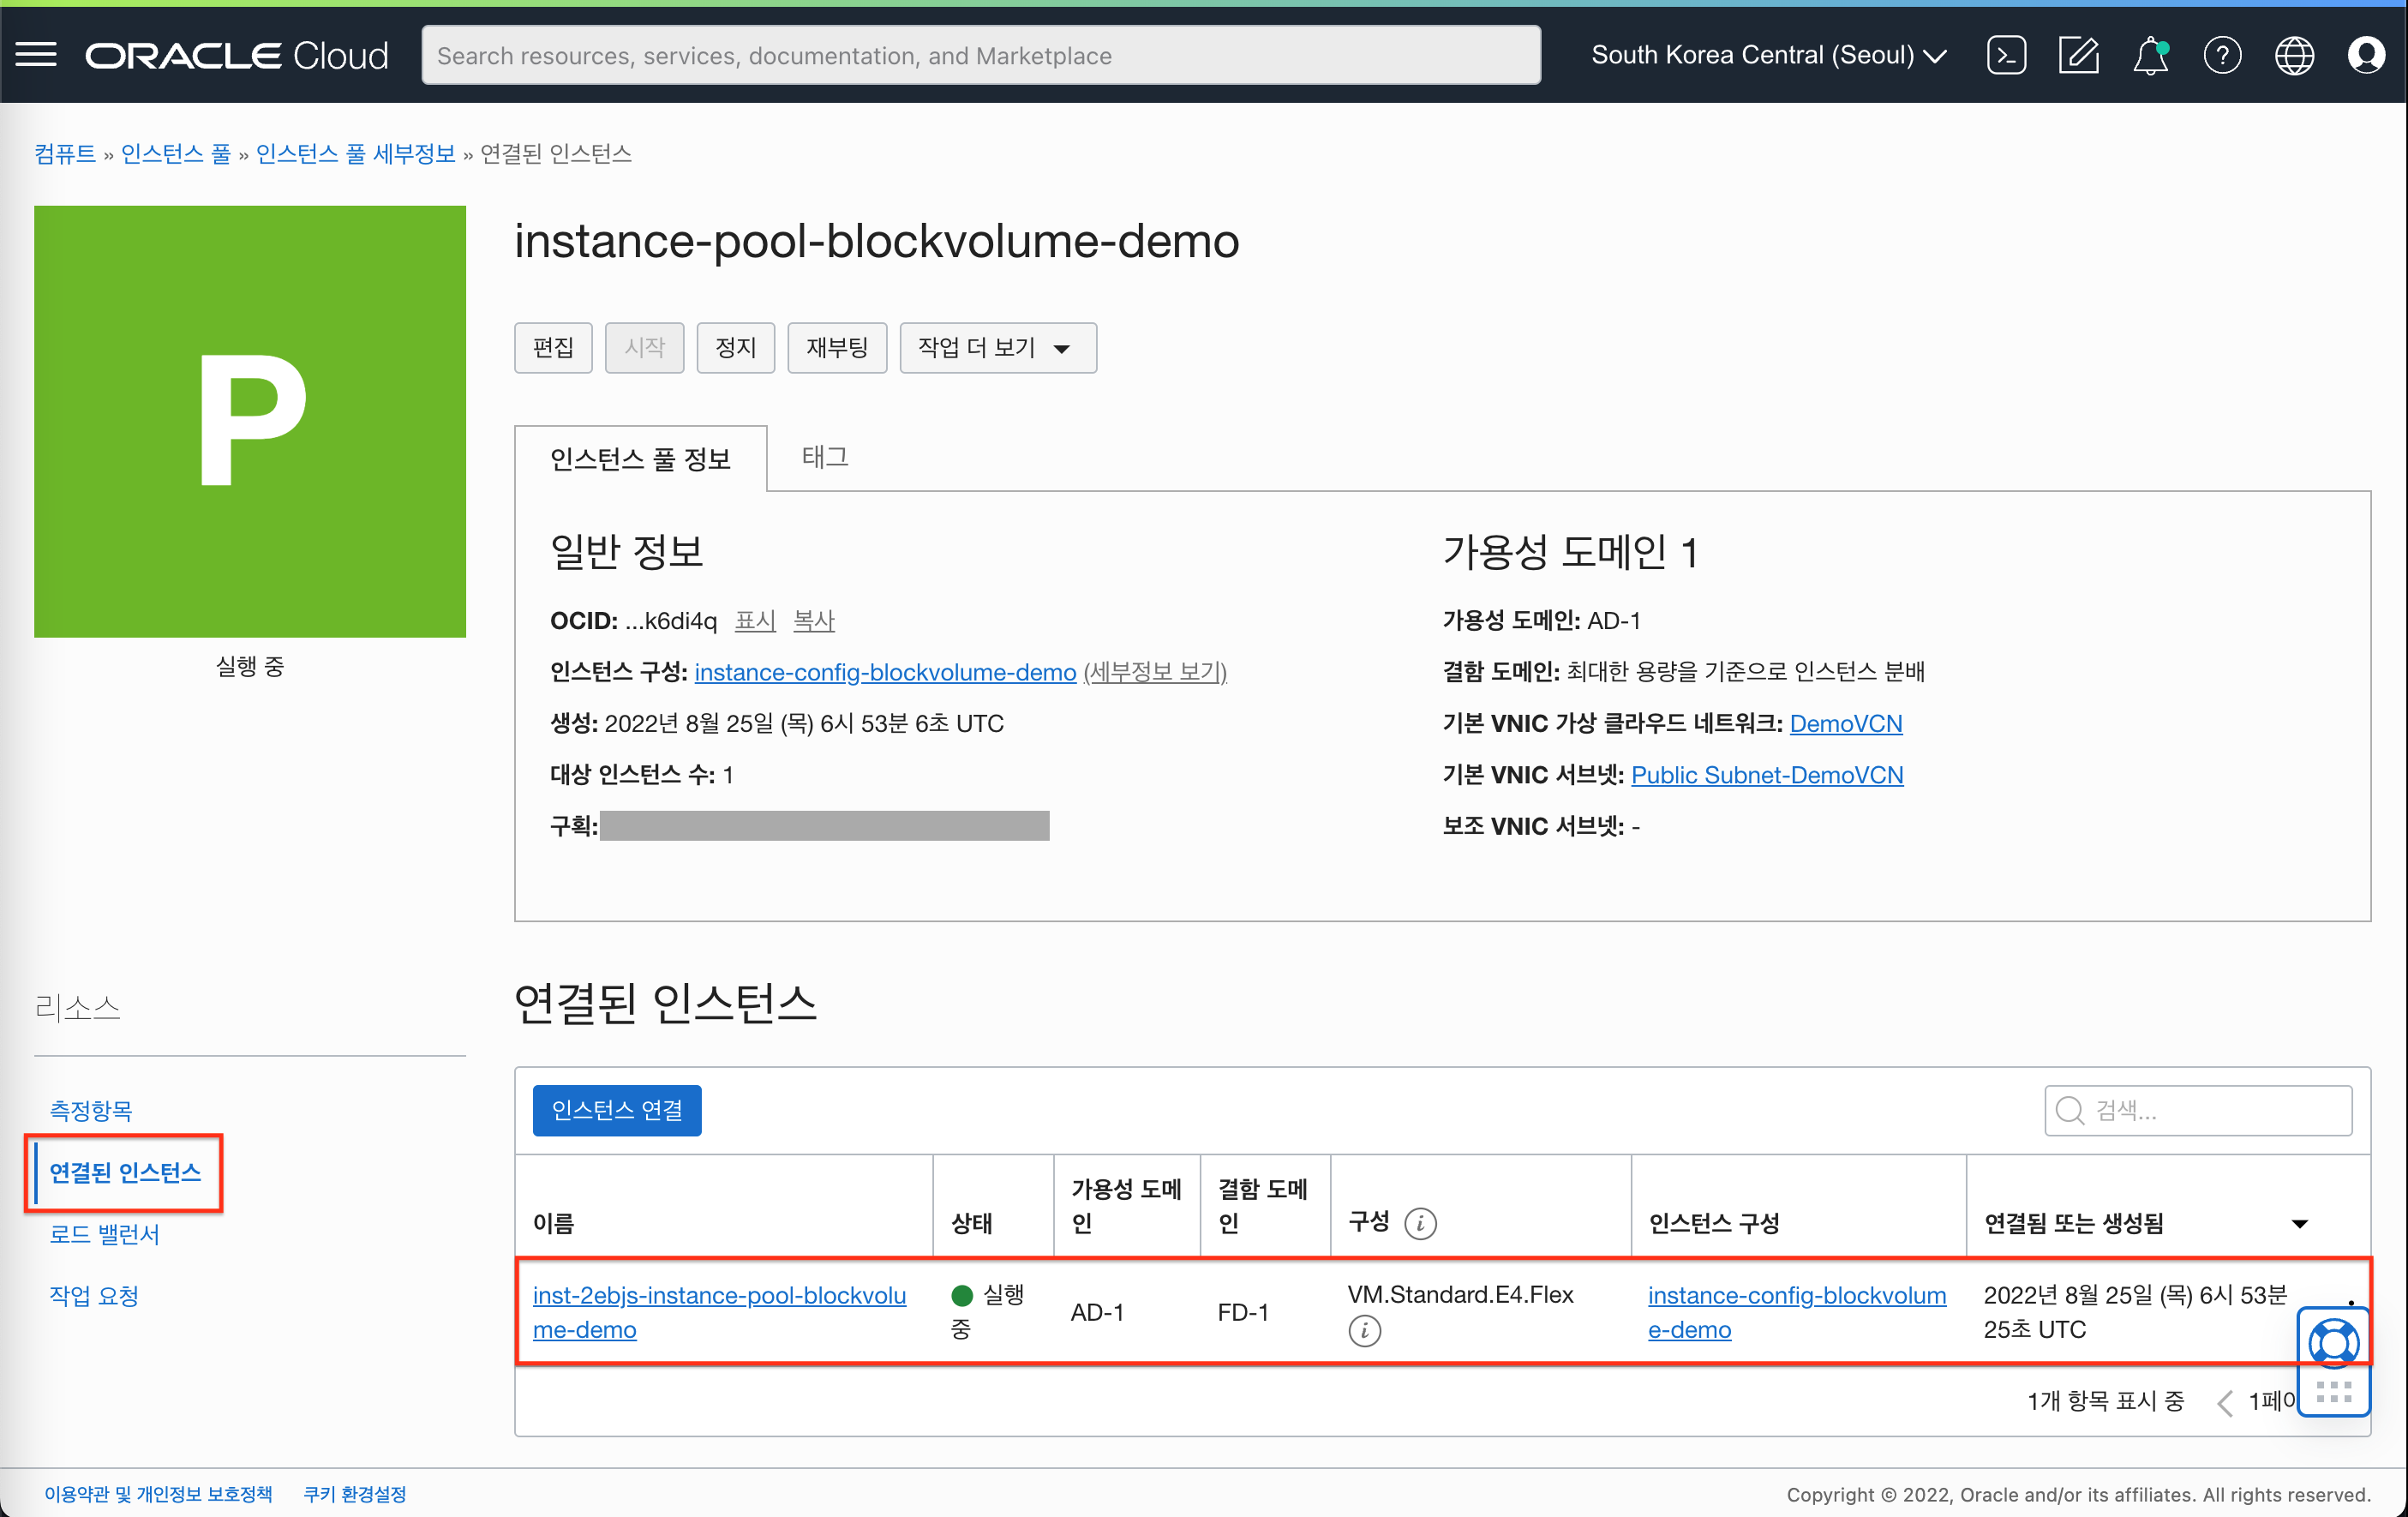 ORACLE Cloud
Search resources, services, documentation, and Marketplace
South Korea Central (Seoul)
컴퓨트 » 인스턴스 풀 » 인스턴스 풀 세부정보 » 연결된 인스턴스
P
실행 중
instance-pool-blockvolume-demo
편집 시작 정지 재부팅 작업 더 보기
인스턴스 풀 정보 태그
일반 정보
OCID: ...k6di4q 표시 복사
인스턴스 구성: instance-config-blockvolume-demo (세부정보 보기)
생성: 2022년 8월 25일 (목) 6시 53분 6초 UTC
대상 인스턴스 수: 1
구획:
가용성 도메인 1
가용성 도메인: AD-1
결함 도메인: 최대한 용량을 기준으로 인스턴스 분배
기본 VNIC 가상 클라우드 네트워크: DemoVCN
기본 VNIC 서브넷: Public Subnet-DemoVCN
보조 VNIC 서브넷: -
리소스
측정항목
연결된 인스턴스
로드 밸런서
작업 요청
연결된 인스턴스
인스턴스 연결
검색...
이름 상태 가용성 도메인 결함 도메인 구성 인스턴스 구성 연결됨 또는 생성됨
inst-2ebjs-instance-pool-blockvolu
me-demo
실행
중
AD-1
FD-1
VM.Standard.E4.Flex
instance-config-blockvolum
e-demo
2022년 8월 25일 (목) 6시 53분
25초 UTC
1개 항목 표시 중 1페이
이용약관 및 개인정보 보호정책 쿠키 환경설정
Copyright © 2022, Oracle and/or its affiliates. All rights reserved.